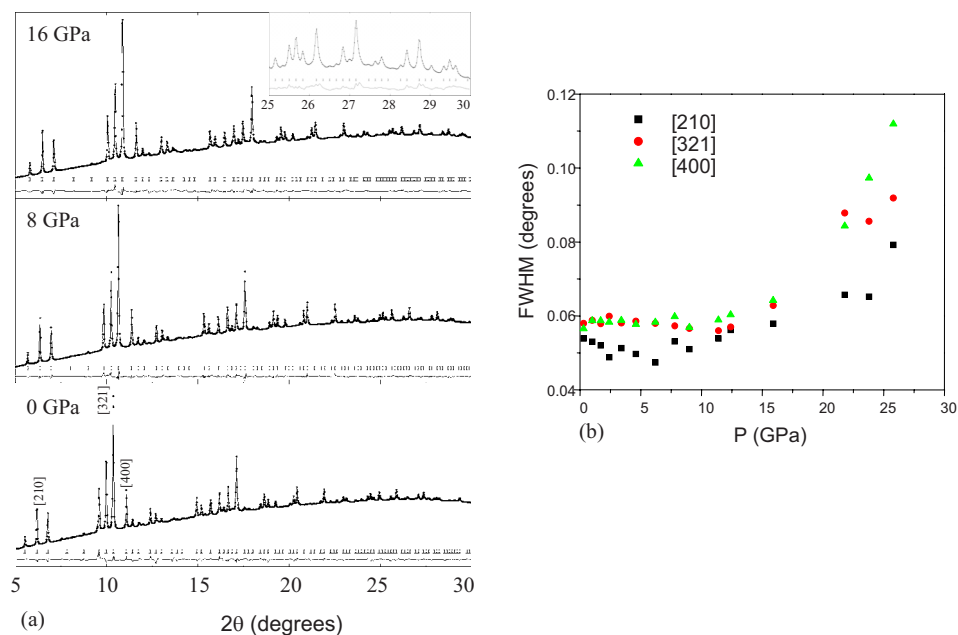 16 GPa
25 26 27 28 29 30
8 GPa
0 GPa
[321]
[210]
[400]
5 10 15 20 25 30
(a)
2θ (degrees)
0.12
0.10
0.08
0.06
0.04
FWHM (degrees)
[210]
[321]
[400]
0 5 10 15 20 25 30
(b)
P (GPa)